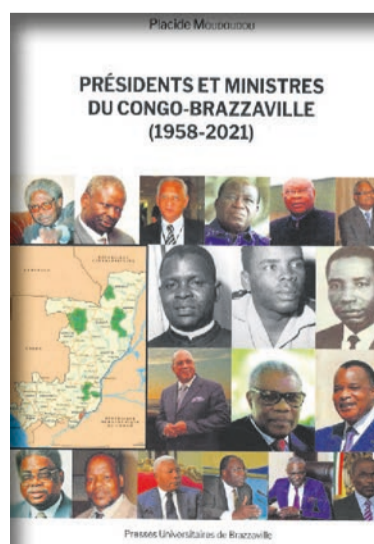 Placide Moudoudou
PRÉSIDENTS ET MINISTRES
DU CONGO-BRAZZAVILLE
(1958-2021)
Presses Universitaires de Brazzaville